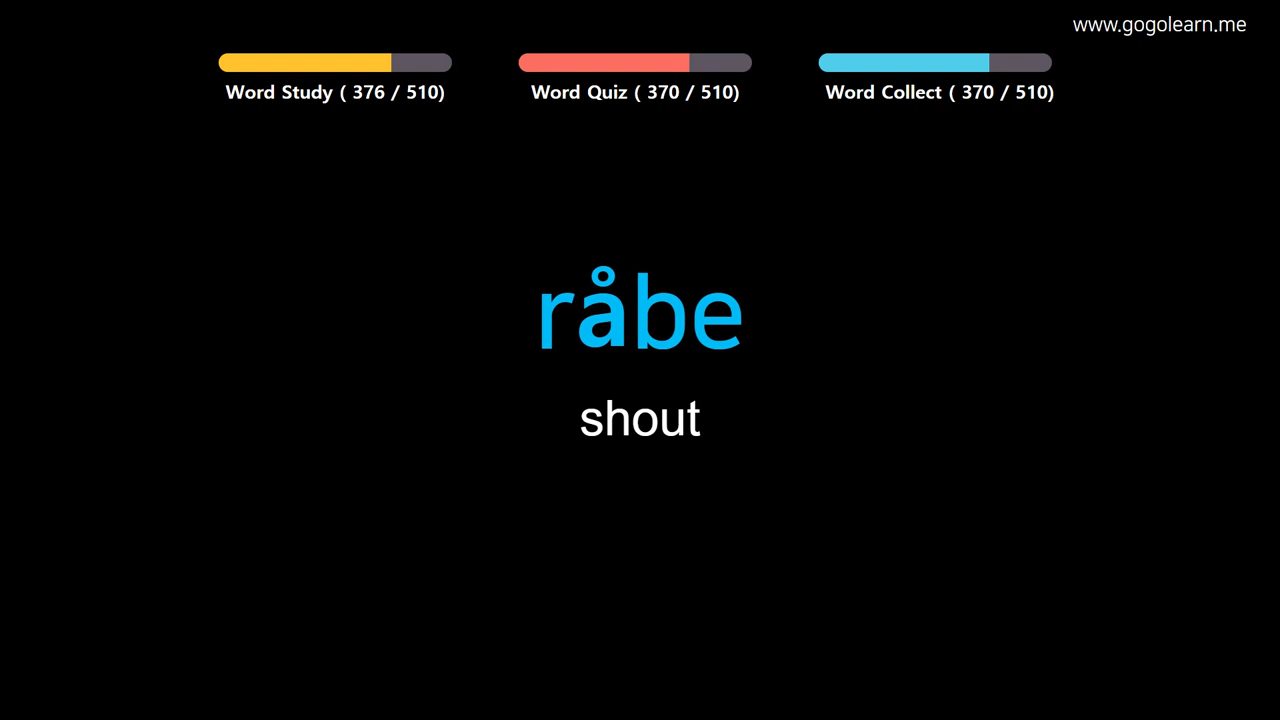 www.gogolearn.me
Word Study ( 376 / 510)
Word Quiz ( 370 / 510)
Word Collect ( 370 / 510)
råbe
shout